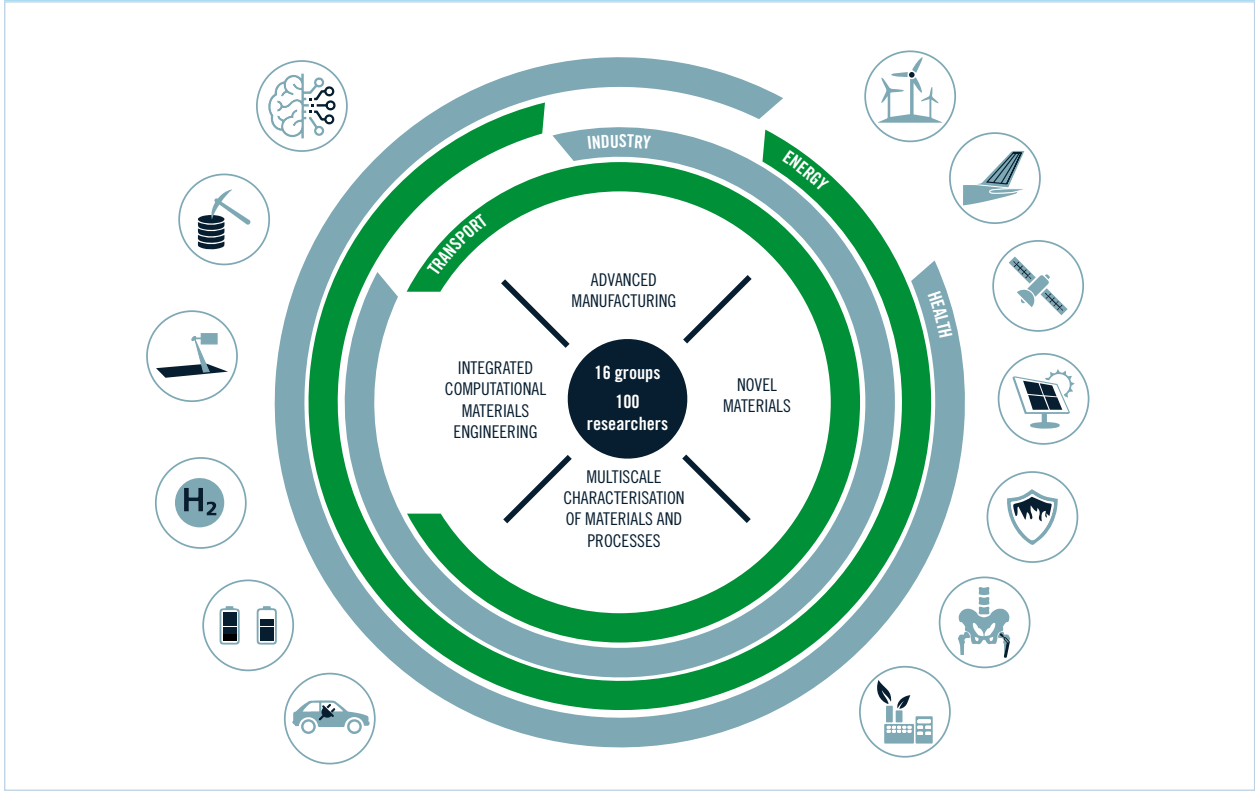 INDUSTRY
ENERGY
TRANSPORT
HEALTH
ADVANCED
MANUFACTURING
INTEGRATED
COMPUTATIONAL
MATERIALS
ENGINEERING
16 groups
100
researchers
NOVEL
MATERIALS
MULTISCALE
CHARACTERISATION
OF MATERIALS AND
PROCESSES
H₂